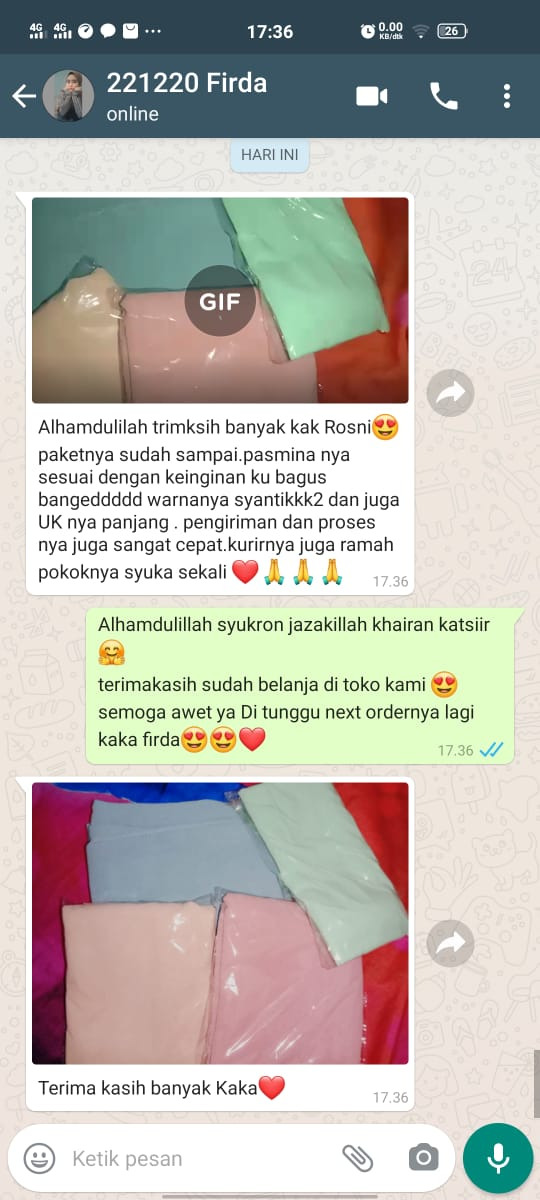 4G 4G 17:36 0.00 KB/dtk 26
221220 Firda
online
HARI INI
GIF
Alhamdulilah trimksih banyak kak Rosni😍
paketnya sudah sampai.pasmina nya
sesuai dengan keinginan ku bagus
bangeddddd warnanya syantikkk2 dan juga
UK nya panjang . pengiriman dan proses
nya juga sangat cepat.kurirnya juga ramah
pokoknya syuka sekali❤️🙏🙏🙏 17.36
Alhamdulillah syukron jazakillah khairan katsiir
🤗
terimakasih sudah belanja di toko kami😍
semoga awet ya Di tunggu next ordernya lagi
kaka firda😍😍❤️ 17.36
Terima kasih banyak Kaka❤️ 17.36
Ketik pesan